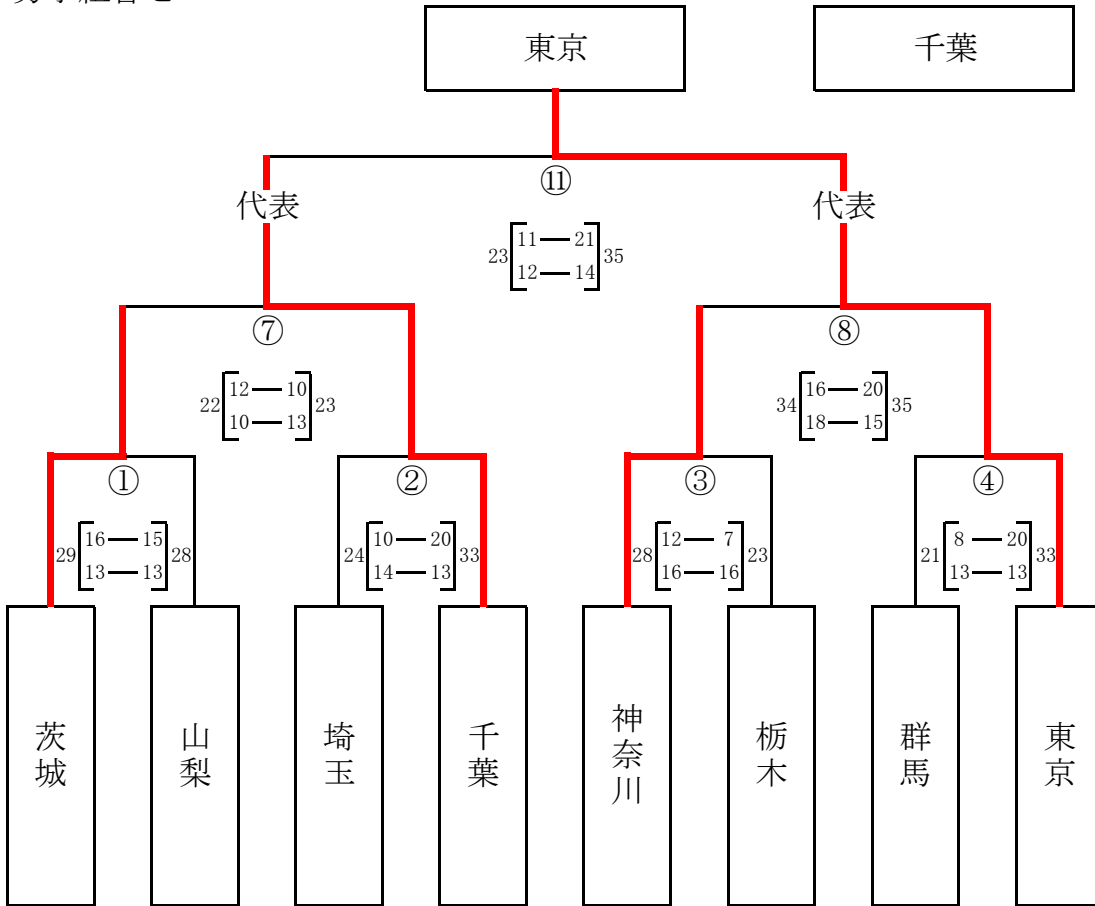 東京
千葉
⑪
代表
代表
23 11 21 35
12 14
⑦
⑧
22 12 10 23
10 13
34 16 20 35
18 15
①
②
③
④
29 16 15 28
13 13
24 10 20 33
14 13
28 12 7 23
16 16
21 8 20 33
13 13
茨城
山梨
埼玉
千葉
神奈川
栃木
群馬
東京